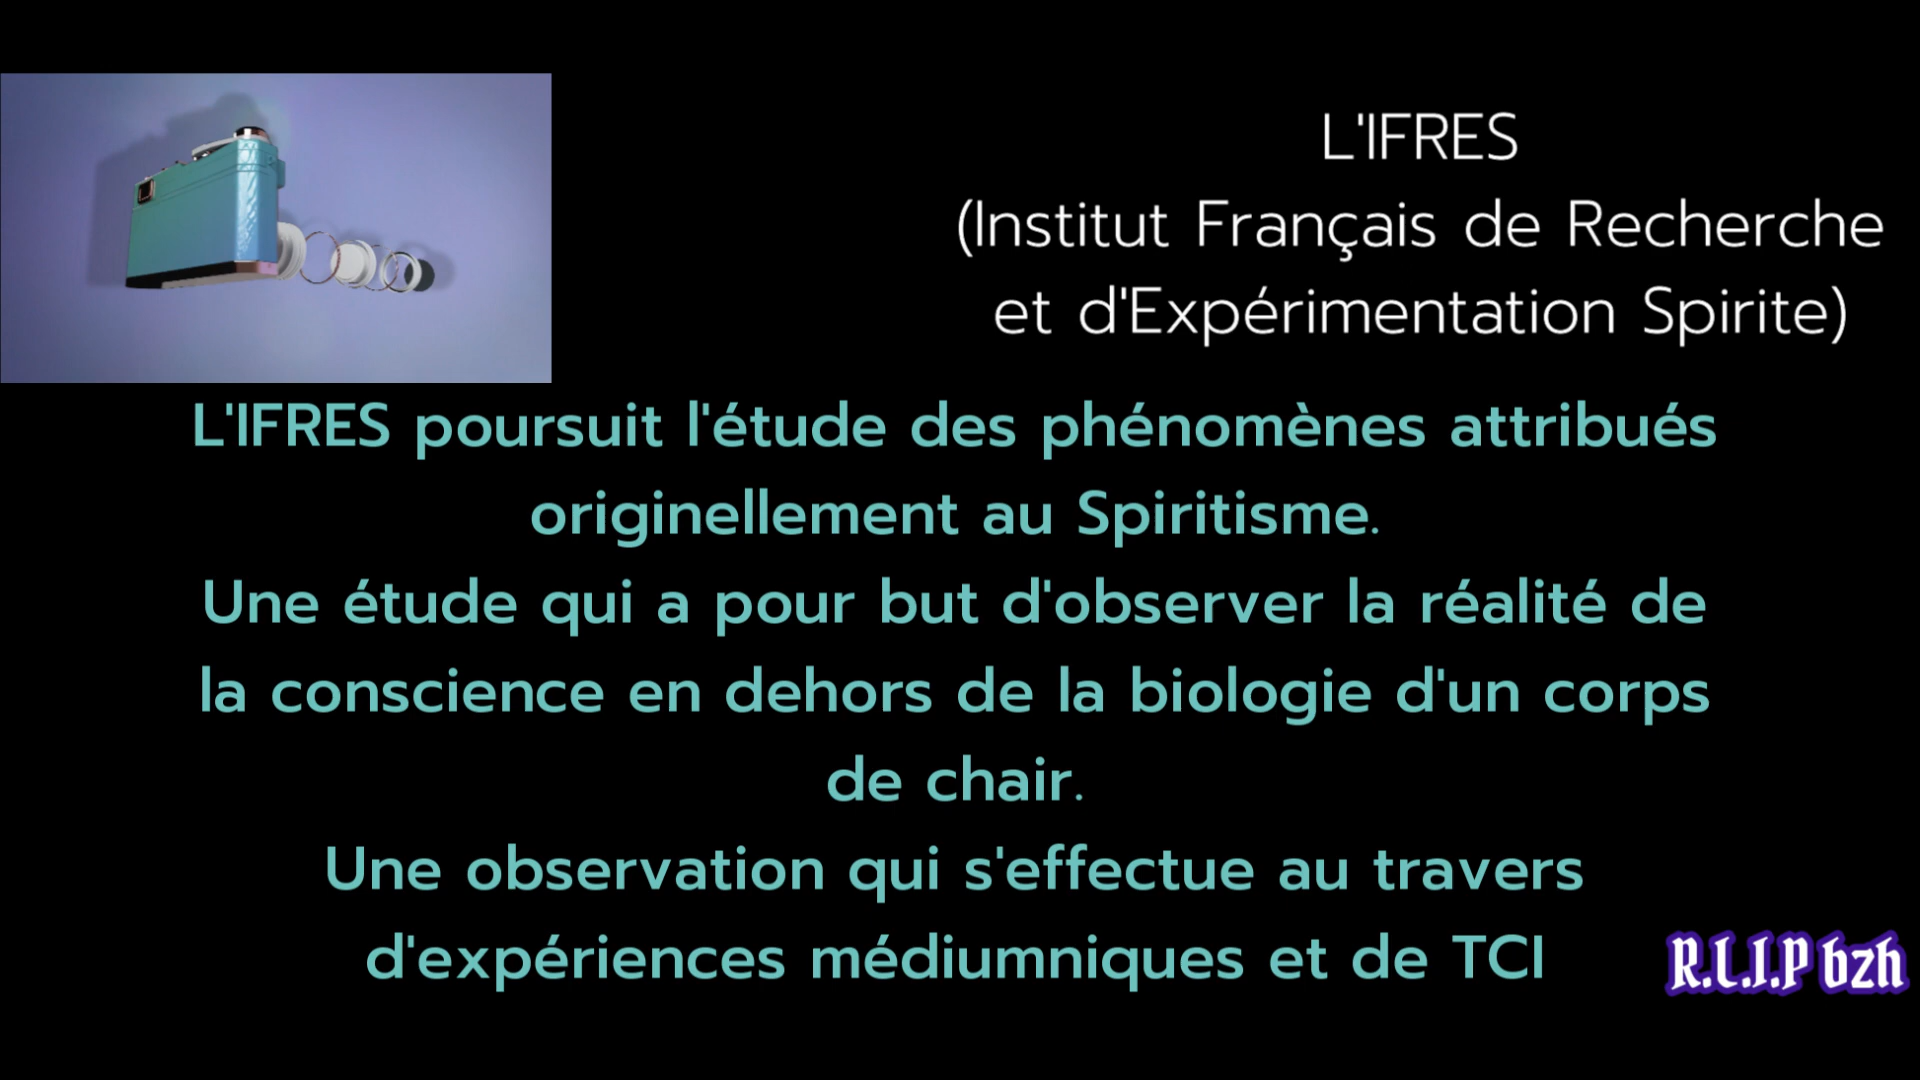 L'IFRES
(Institut Français de Recherche
et d'Expérimentation Spirite)
L'IFRES poursuit l'étude des phénomènes attribués
originellement au Spiritisme.
Une étude qui a pour but d'observer la réalité de
la conscience en dehors de la biologie d'un corps
de chair.
Une observation qui s'effectue au travers
d'expériences médiumniques et de TCI
R.L.I.P bzh